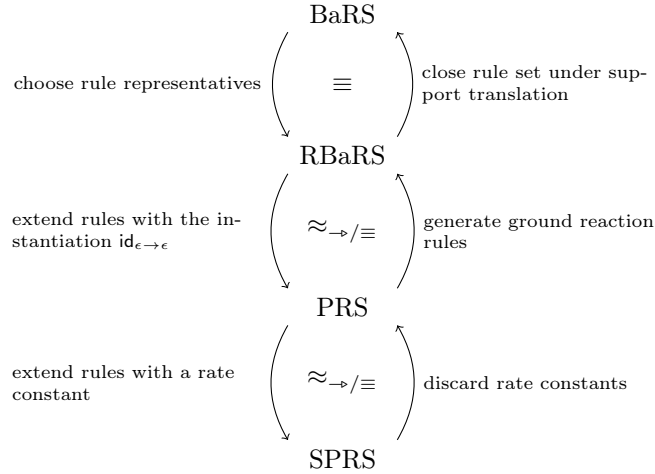 BaRS
choose rule representatives
≡
close rule set under sup-
port translation
RBaRS
extend rules with the in-
stantiation id_{ϵ→ϵ}
≈_{–▹/≡}
generate ground reaction
rules
PRS
extend rules with a rate
constant
≈_{–▹/≡}
discard rate constants
SPRS